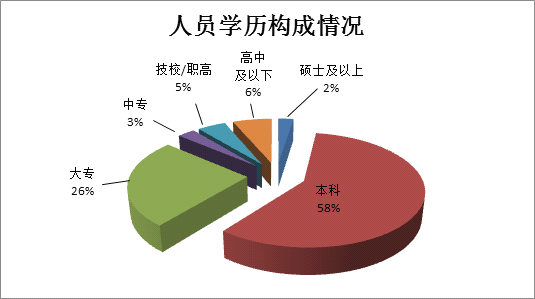 人员学历构成情况
高中
及以下
6%
硕士及以上
2%
技校/职高
5%
中专
3%
大专
26%
本科
58%